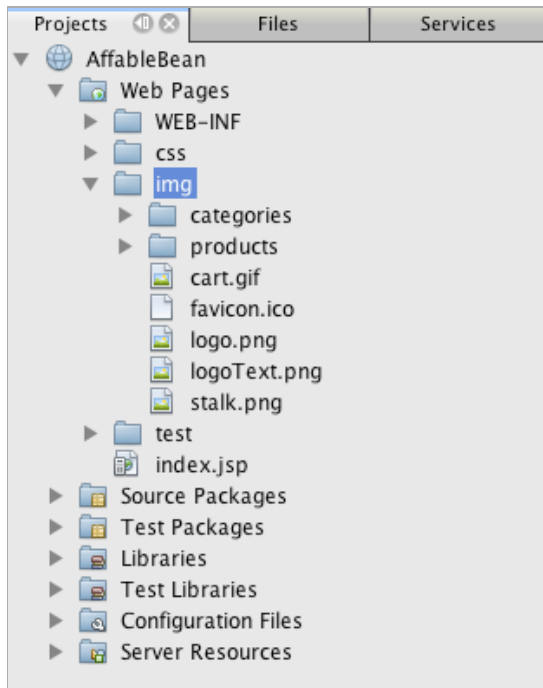 Projects Files Services
AffableBean
Web Pages
WEB-INF
css
img
categories
products
cart.gif
favicon.ico
logo.png
logoText.png
stalk.png
test
index.jsp
Source Packages
Test Packages
Libraries
Test Libraries
Configuration Files
Server Resources